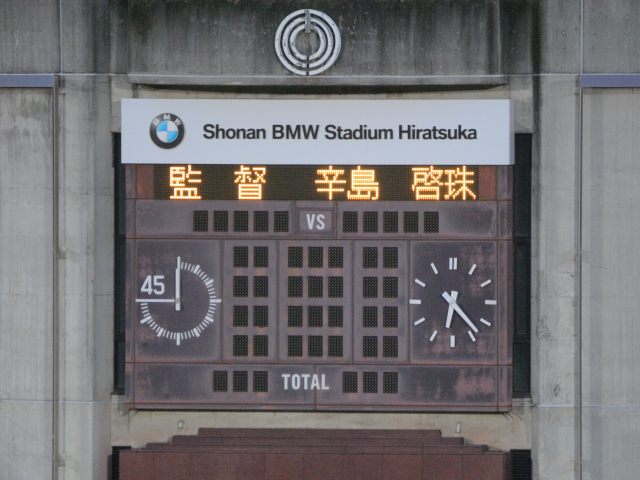 BMW
Shonan BMW Stadium Hiratsuka
監督 辛島 啓珠
VS
45
TOTAL